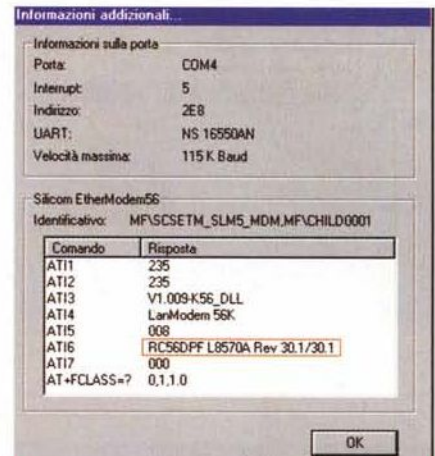 Informazioni addizionali...
Informazioni sulla porta
Porta: COM4
Interrupt: 5
Indirizzo: 2E8
UART: NS 16550AN
Velocità massima: 115 K Baud
Silicom EtherModem56
Identificativo: MF\SCSETM_SLM5_MDM,MF\CHILD0001
Comando Risposta
ATI1 235
ATI2 235
ATI3 V1.009-K56_DLL
ATI4 LanModem 56K
ATI5 008
ATI6 RC56DPF L8570A Rev 30.1/30.1
ATI7 000
AT+FCLASS=? 0,1,1.0
OK